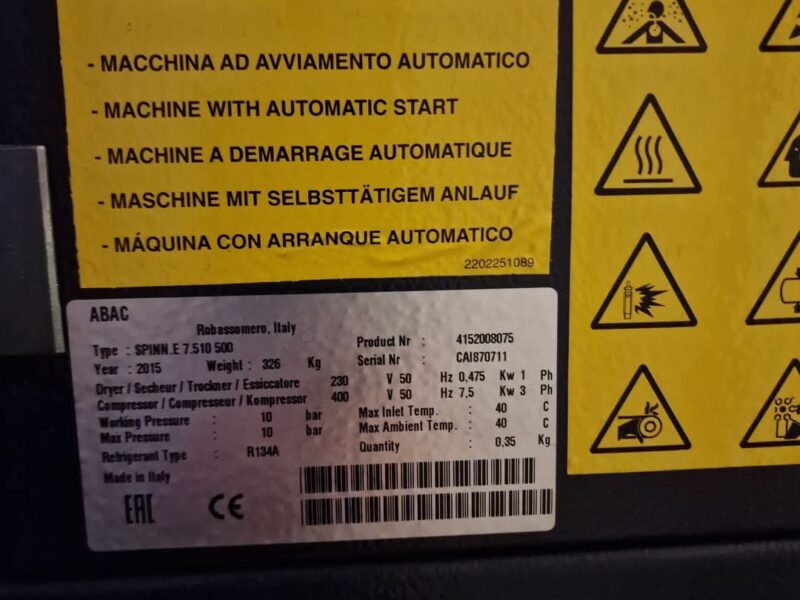 - MACCHINA AD AVVIAMENTO AUTOMATICO
- MACHINE WITH AUTOMATIC START
- MACHINE A DEMARRAGE AUTOMATIQUE
- MASCHINE MIT SELBSTTÄTIGEM ANLAUF
- MÁQUINA CON ARRANQUE AUTOMATICO
2202251089
ABAC
Robassomero, Italy
Type : SPINN.E 7.510 500
Product Nr : 4152008075
Year : 2015 Weight : 326 Kg
Serial Nr : CAI870711
Dryer / Secheur / Trockner / Essiccatore 230 V 50 Hz 0,475 Kw 1 Ph
Compressor / Compresseur / Kompressor 400 V 50 Hz 7,5 Kw 3 Ph
Working Pressure : 10 bar Max Inlet Temp. : 40 C
Max Pressure : 10 bar Max Ambient Temp. : 40 C
Refrigerant Type : R134A Quantity : 0,35 Kg
Made in Italy
EAC CE